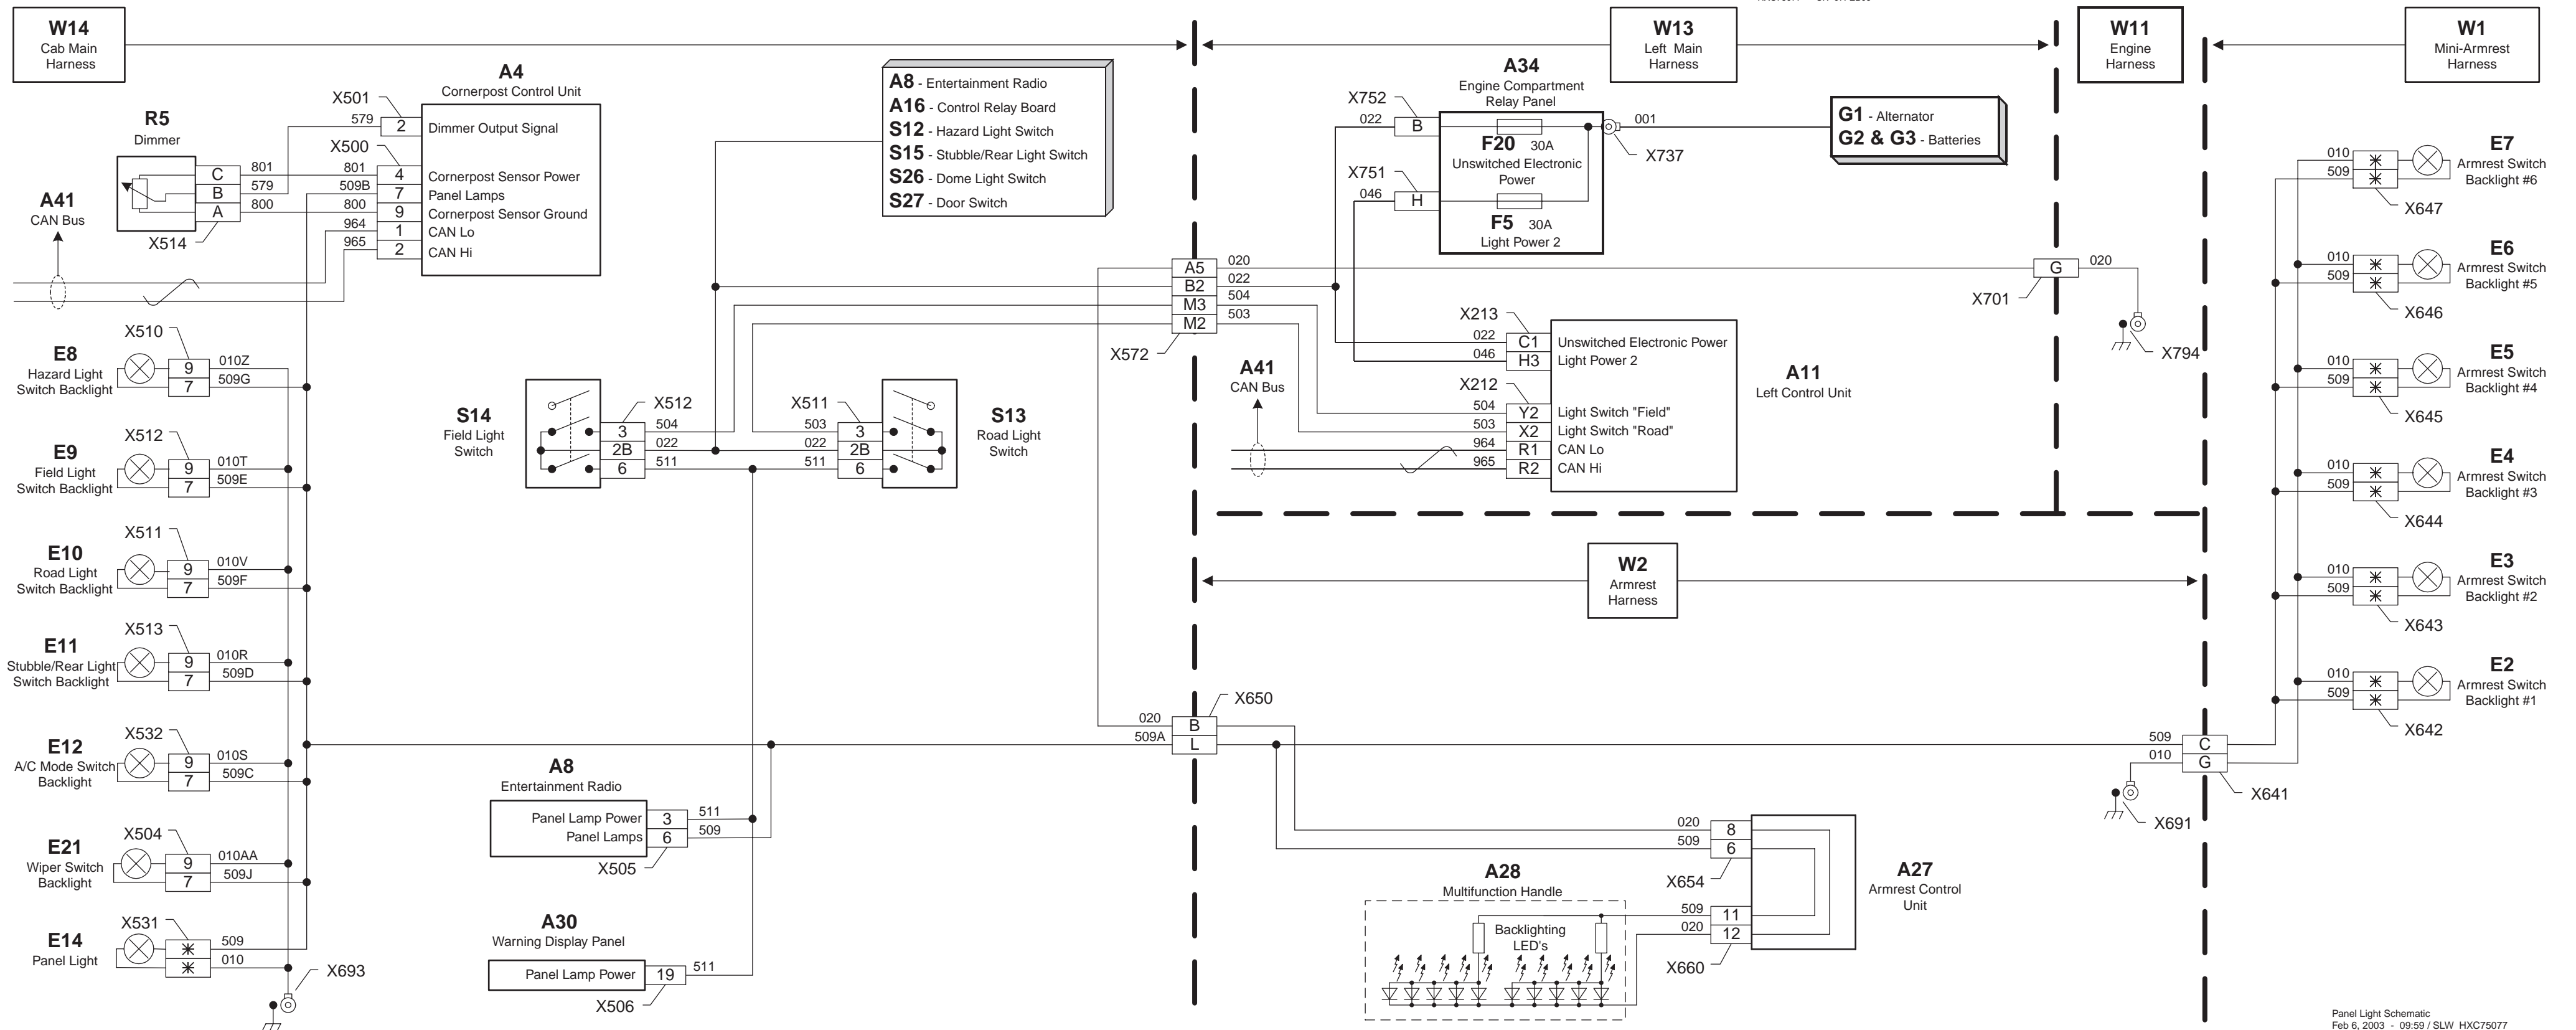 W14
Cab Main
Harness
W13
Left Main
Harness
W11
Engine
Harness
W1
Mini-Armrest
Harness
A4
Cornerpost Control Unit
X501
579
2
Dimmer Output Signal
X500
801
4
Cornerpost Sensor Power
509B
7
Panel Lamps
800
9
Cornerpost Sensor Ground
964
1
CAN Lo
965
2
CAN Hi
R5
Dimmer
C
801
B
579
A
800
X514
A41
CAN Bus
A8 - Entertainment Radio
A16 - Control Relay Board
S12 - Hazard Light Switch
S15 - Stubble/Rear Light Switch
S26 - Dome Light Switch
S27 - Door Switch
A34
Engine Compartment
Relay Panel
X752
022
B
F20 30A
Unswitched Electronic
Power
X751
046
H
F5 30A
Light Power 2
001
X737
G1 - Alternator
G2 & G3 - Batteries
A5
020
B2
022
M3
504
M2
503
X572
G
020
X701
X794
X213
022
C1
Unswitched Electronic Power
046
H3
Light Power 2
X212
504
Y2
Light Switch "Field"
503
X2
Light Switch "Road"
964
R1
CAN Lo
965
R2
CAN Hi
A11
Left Control Unit
A41
CAN Bus
S14
Field Light
Switch
X512
3
504
2B
022
6
511
X511
503
3
022
2B
511
6
S13
Road Light
Switch
X510
E8
Hazard Light
Switch Backlight
9
010Z
7
509G
X512
E9
Field Light
Switch Backlight
9
010T
7
509E
X511
E10
Road Light
Switch Backlight
9
010V
7
509F
X513
E11
Stubble/Rear Light
Switch Backlight
9
010R
7
509D
X532
E12
A/C Mode Switch
Backlight
9
010S
7
509C
X504
E21
Wiper Switch
Backlight
9
010AA
7
509J
X531
E14
Panel Light
509
010
X693
A8
Entertainment Radio
Panel Lamp Power
3
511
Panel Lamps
6
509
X505
A30
Warning Display Panel
Panel Lamp Power
19
511
X506
W2
Armrest
Harness
X650
020
B
509A
L
509
C
010
G
X641
X691
A27
Armrest Control
Unit
020
8
509
6
X654
509
11
020
12
X660
A28
Multifunction Handle
Backlighting
LED's
E7
Armrest Switch
Backlight #6
010
509
X647
E6
Armrest Switch
Backlight #5
010
509
X646
E5
Armrest Switch
Backlight #4
010
509
X645
E4
Armrest Switch
Backlight #3
010
509
X644
E3
Armrest Switch
Backlight #2
010
509
X643
E2
Armrest Switch
Backlight #1
010
509
X642
Panel Light Schematic
Feb 6, 2003 - 09:59 / SLW HXC75077